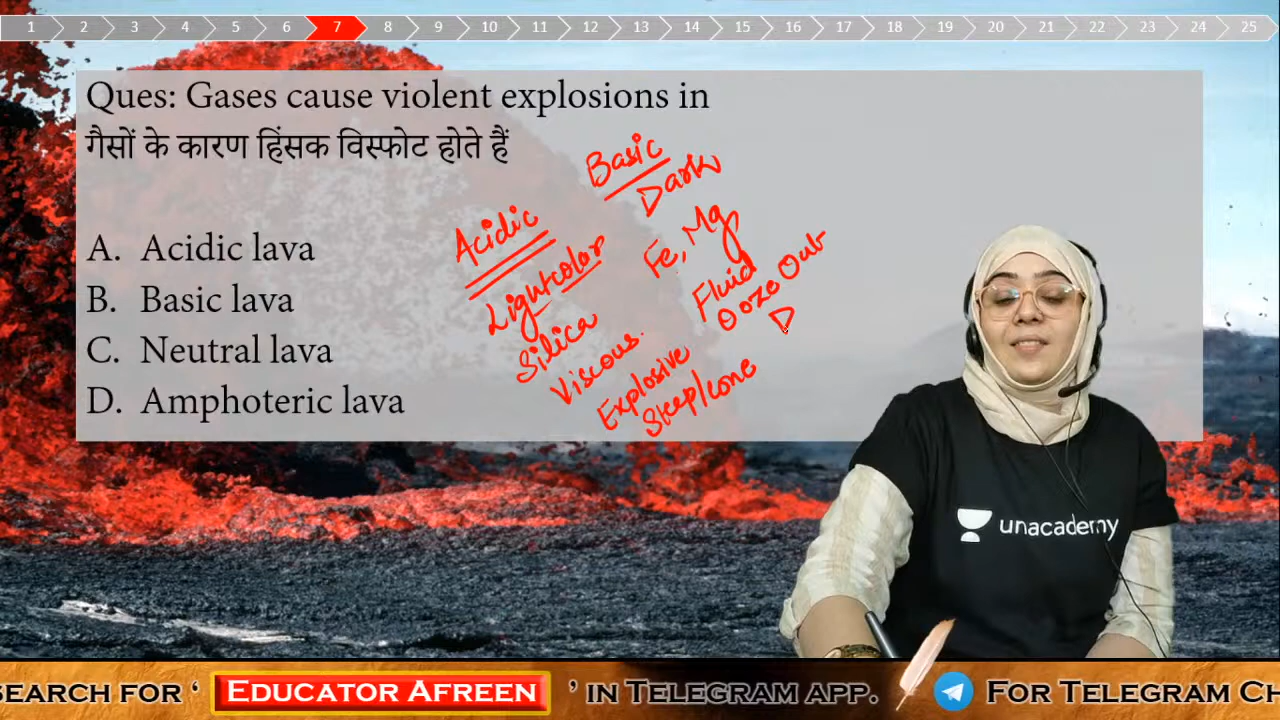 1 2 3 4 5 6 7 8 9 10 11 12 13 14 15 16 17 18 19 20 21 22 23 24 25
Ques: Gases cause violent explosions in
गैसों के कारण हिंसक विस्फोट होते हैं
A. Acidic lava
B. Basic lava
C. Neutral lava
D. Amphoteric lava
Acidic
Lightcolor
Silica
Viscous.
Explosive
Steep/cone
Basic
Dark
Fe, Mg
Fluid
Ooze Out
D
unacademy
SEARCH FOR ‘ EDUCATOR AFREEN ’ IN TELEGRAM APP. FOR TELEGRAM CH